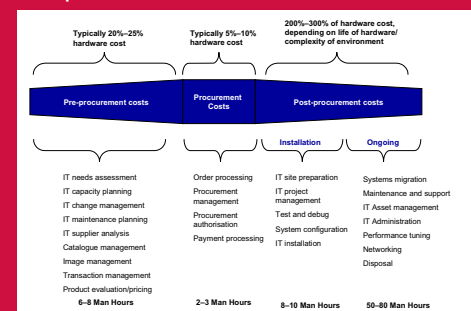 Typically 20%–25%
hardware cost
Typically 5%–10%
hardware cost
200%–300% of hardware cost,
depending on life of hardware/
complexity of environment
Pre-procurement costs
Procurement
Costs
Post-procurement costs
Installation
Ongoing
IT needs assessment
IT capacity planning
IT change management
IT maintenance planning
IT supplier analysis
Catalogue management
Image management
Transaction management
Product evaluation/pricing
6–8 Man Hours
Order processing
Procurement
management
Procurement
authorisation
Payment processing
2–3 Man Hours
IT site preparation
IT project
management
Test and debug
System configuration
IT installation
8–10 Man Hours
Systems migration
Maintenance and support
IT Asset management
IT Administration
Performance tuning
Networking
Disposal
50–80 Man Hours